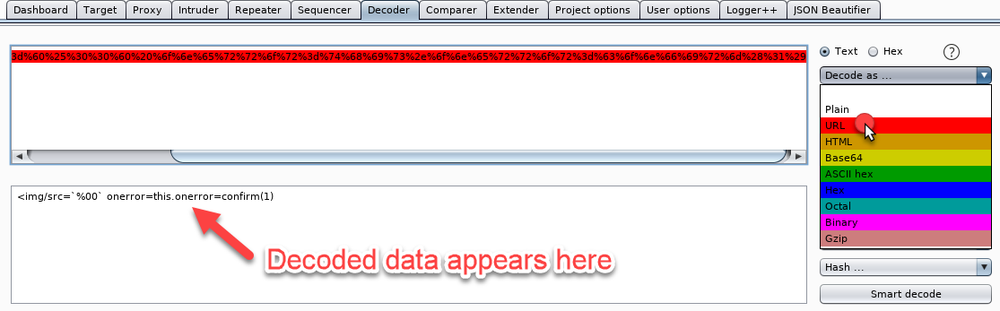 Dashboard Target Proxy Intruder Repeater Sequencer Decoder Comparer Extender Project options User options Logger++ JSON Beautifier
3d%60%25%30%30%60%20%6f%6e%65%72%72%6f%72%3d%74%68%69%73%2e%6f%6e%65%72%72%6f%72%3d%63%6f%6e%66%69%72%6d%28%31%29
Text Hex ?
Decode as ...
Plain
URL
HTML
Base64
ASCII hex
Hex
Octal
Binary
Gzip
<img/src=`%00` onerror=this.onerror=confirm(1)
Decoded data appears here
Hash ...
Smart decode